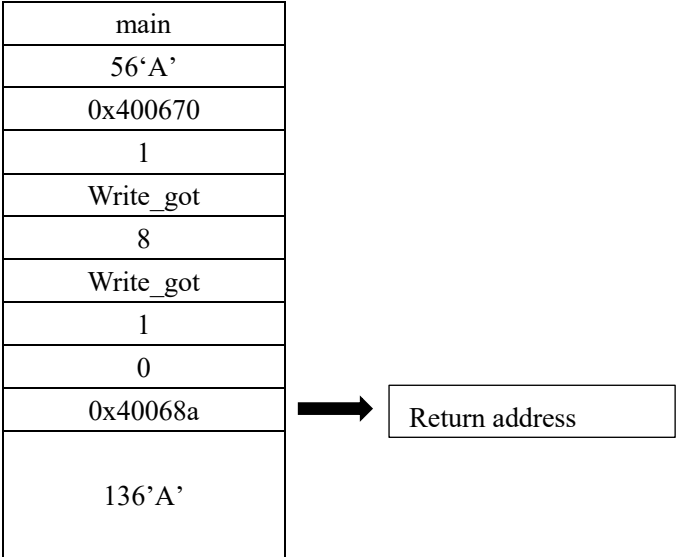 main
56‘A’
0x400670
1
Write_got
8
Write_got
1
0
0x40068a
Return address
136’A’